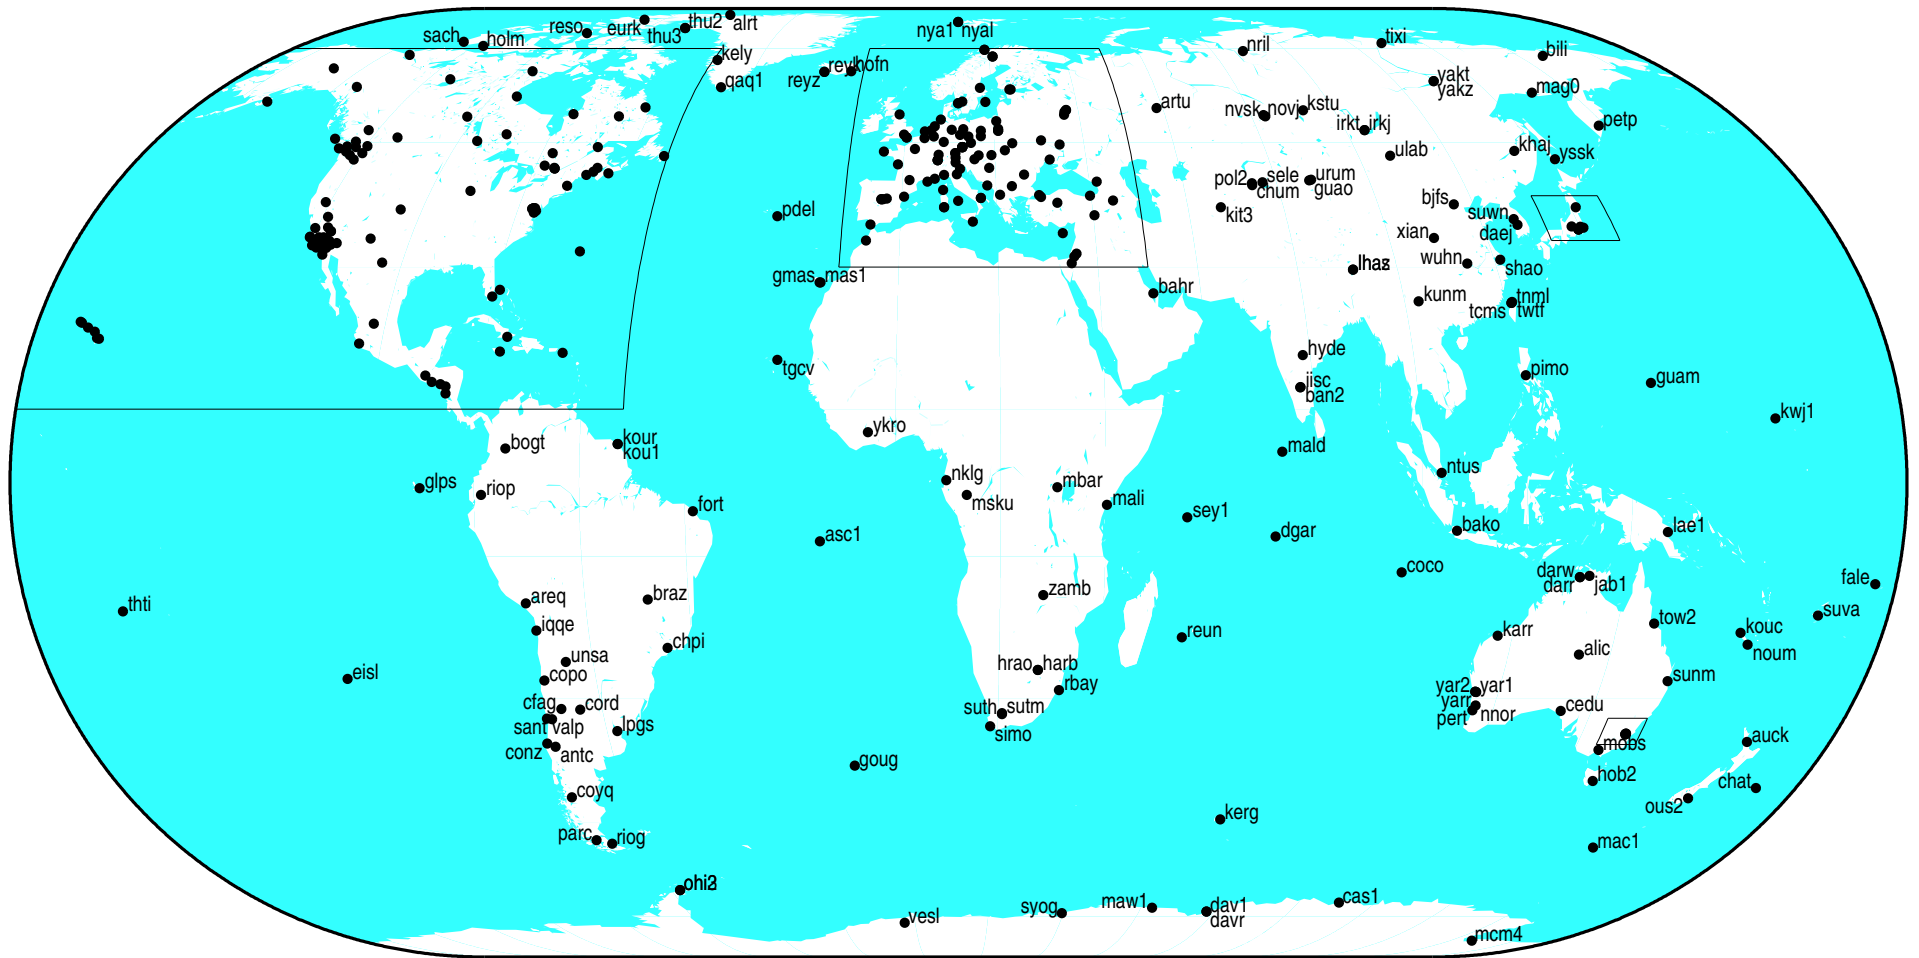 thu2
alrt
reso
eurk
thu3
sach
holm
nya1 nyal
nril
tixi
bili
kely
reyk
hofn
reyz
qaq1
yakt
yakz
mag0
artu
nvsk
novj
kstu
irkt
irkj
petp
khaj
yssk
ulab
pol2
sele
chum
urum
guao
kit3
bjfs
suwn
daej
pdel
xian
wuhn
shao
lhaz
gmas
mas1
bahr
kunm
tnml
tcms
twtf
hyde
tgcv
pimo
guam
jisc
ban2
kwj1
ykro
bogt
kour
kou1
mald
glps
riop
nklg
msku
mbar
mali
ntus
fort
sey1
asc1
dgar
bako
lae1
coco
darw
darr
jab1
fale
areq
braz
zamb
thti
suva
iqqe
chpi
reun
karr
tow2
kouc
noum
unsa
alic
eisl
copo
hrao
harb
rbay
sunm
yar2
yar1
yarr
pert
nnor
cfag
cord
sant
valp
lpgs
suth
sutm
simo
cedu
conz
antc
mobs
auck
goug
hob2
chat
coyq
ous2
kerg
parc
riog
mac1
vesl
syog
maw1
dav1
davr
cas1
mcm4